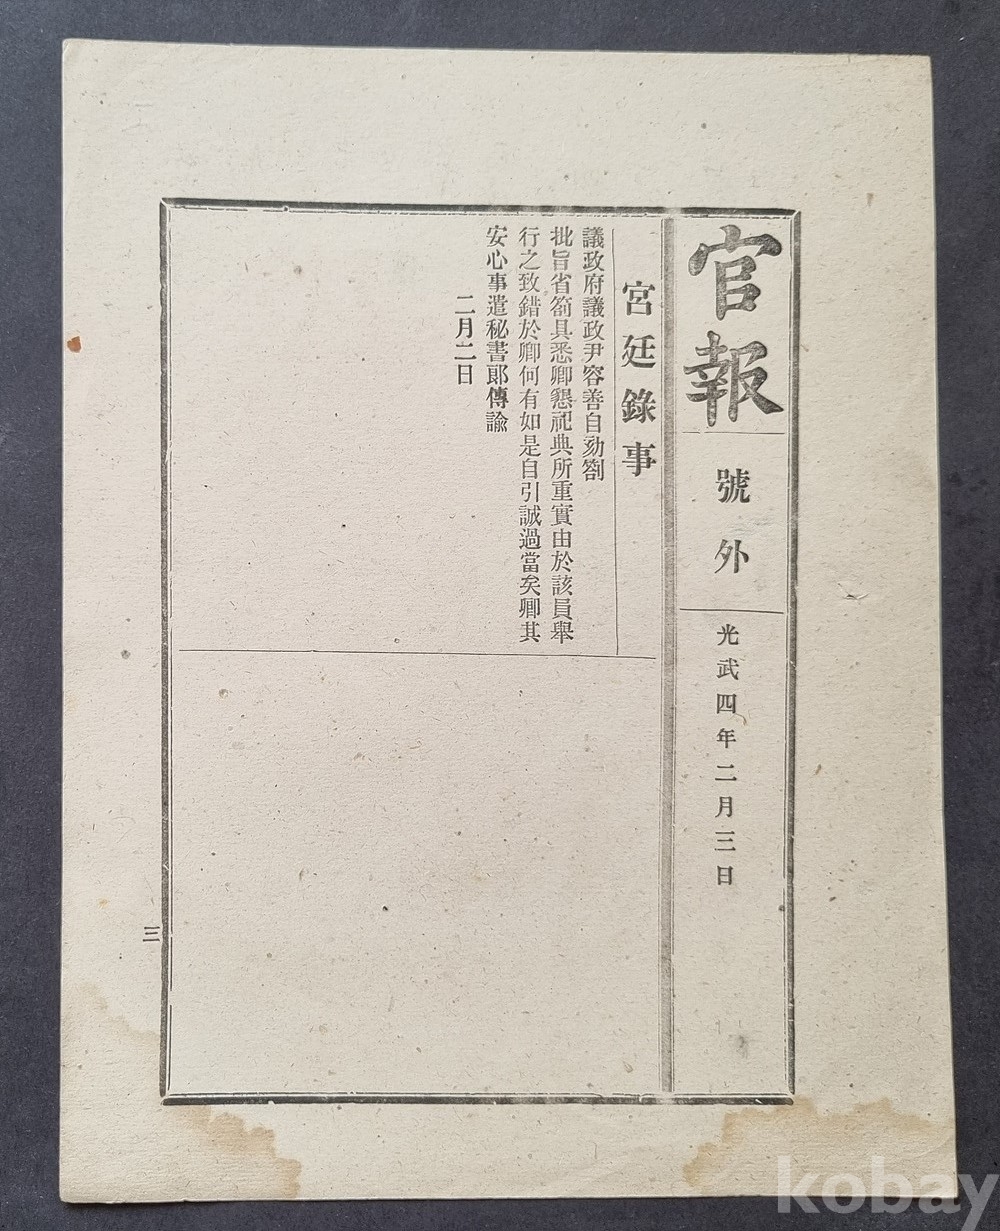 官報
號外
光武四年二月三日
宮廷錄事
議政府議政尹容善自劾劄
批旨省箚具悉卿懇祀典所重實由於該員舉
行之致錯於卿何有如是自引誠過當矣卿其
安心事遣秘書郞傳諭
二月二日
三
kobay